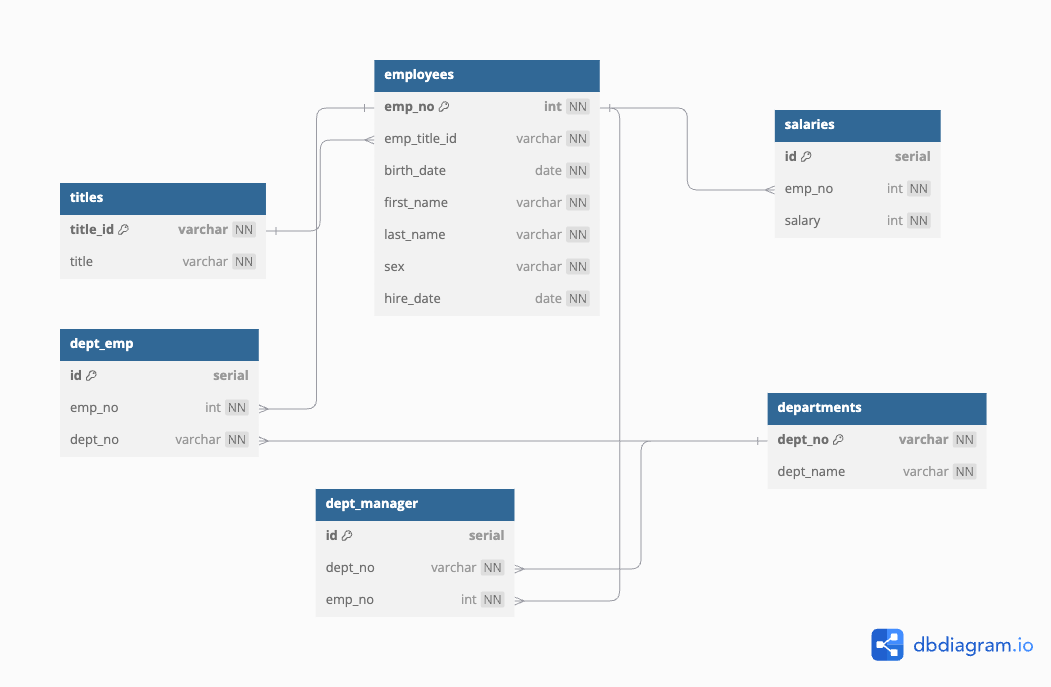 employees
emp_no int NN
emp_title_id varchar NN
birth_date date NN
first_name varchar NN
last_name varchar NN
sex varchar NN
hire_date date NN
salaries
id serial
emp_no int NN
salary int NN
titles
title_id varchar NN
title varchar NN
dept_emp
id serial
emp_no int NN
dept_no varchar NN
departments
dept_no varchar NN
dept_name varchar NN
dept_manager
id serial
dept_no varchar NN
emp_no int NN
dbdiagram.io